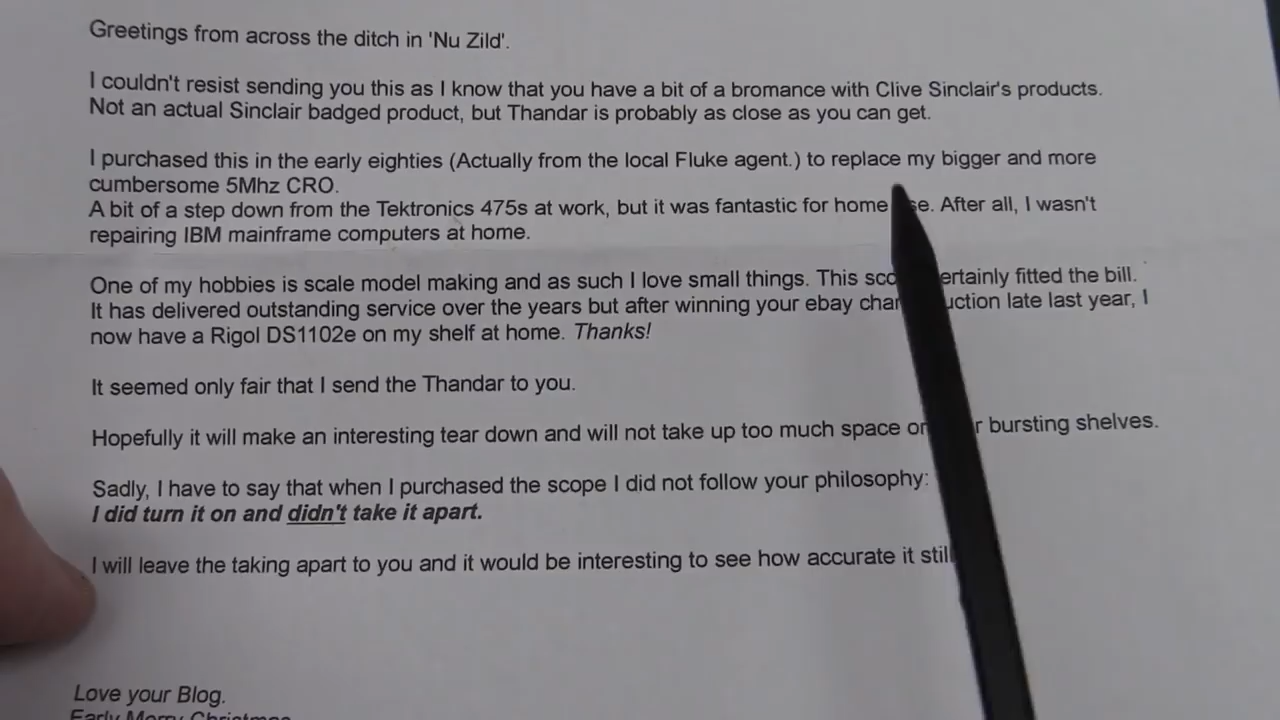 Greetings from across the ditch in 'Nu Zild'.
I couldn't resist sending you this as I know that you have a bit of a bromance with Clive Sinclair's products.
Not an actual Sinclair badged product, but Thandar is probably as close as you can get.
I purchased this in the early eighties (Actually from the local Fluke agent.) to replace my bigger and more
cumbersome 5Mhz CRO.
A bit of a step down from the Tektronics 475s at work, but it was fantastic for home After all, I wasn't
repairing IBM mainframe computers at home.
One of my hobbies is scale model making and as such I love small things. This fitted the bill.
It has delivered outstanding service over the years but after winning your ebay late last year, I
now have a Rigol DS1102e on my shelf at home. Thanks!
It seemed only fair that I send the Thandar to you.
Hopefully it will make an interesting tear down and will not take up too much space bursting shelves.
Sadly, I have to say that when I purchased the scope I did not follow your philosophy:
I did turn it on and didn't take it apart.
I will leave the taking apart to you and it would be interesting to see how accurate it still
Love your Blog.
Early Merry Christmas